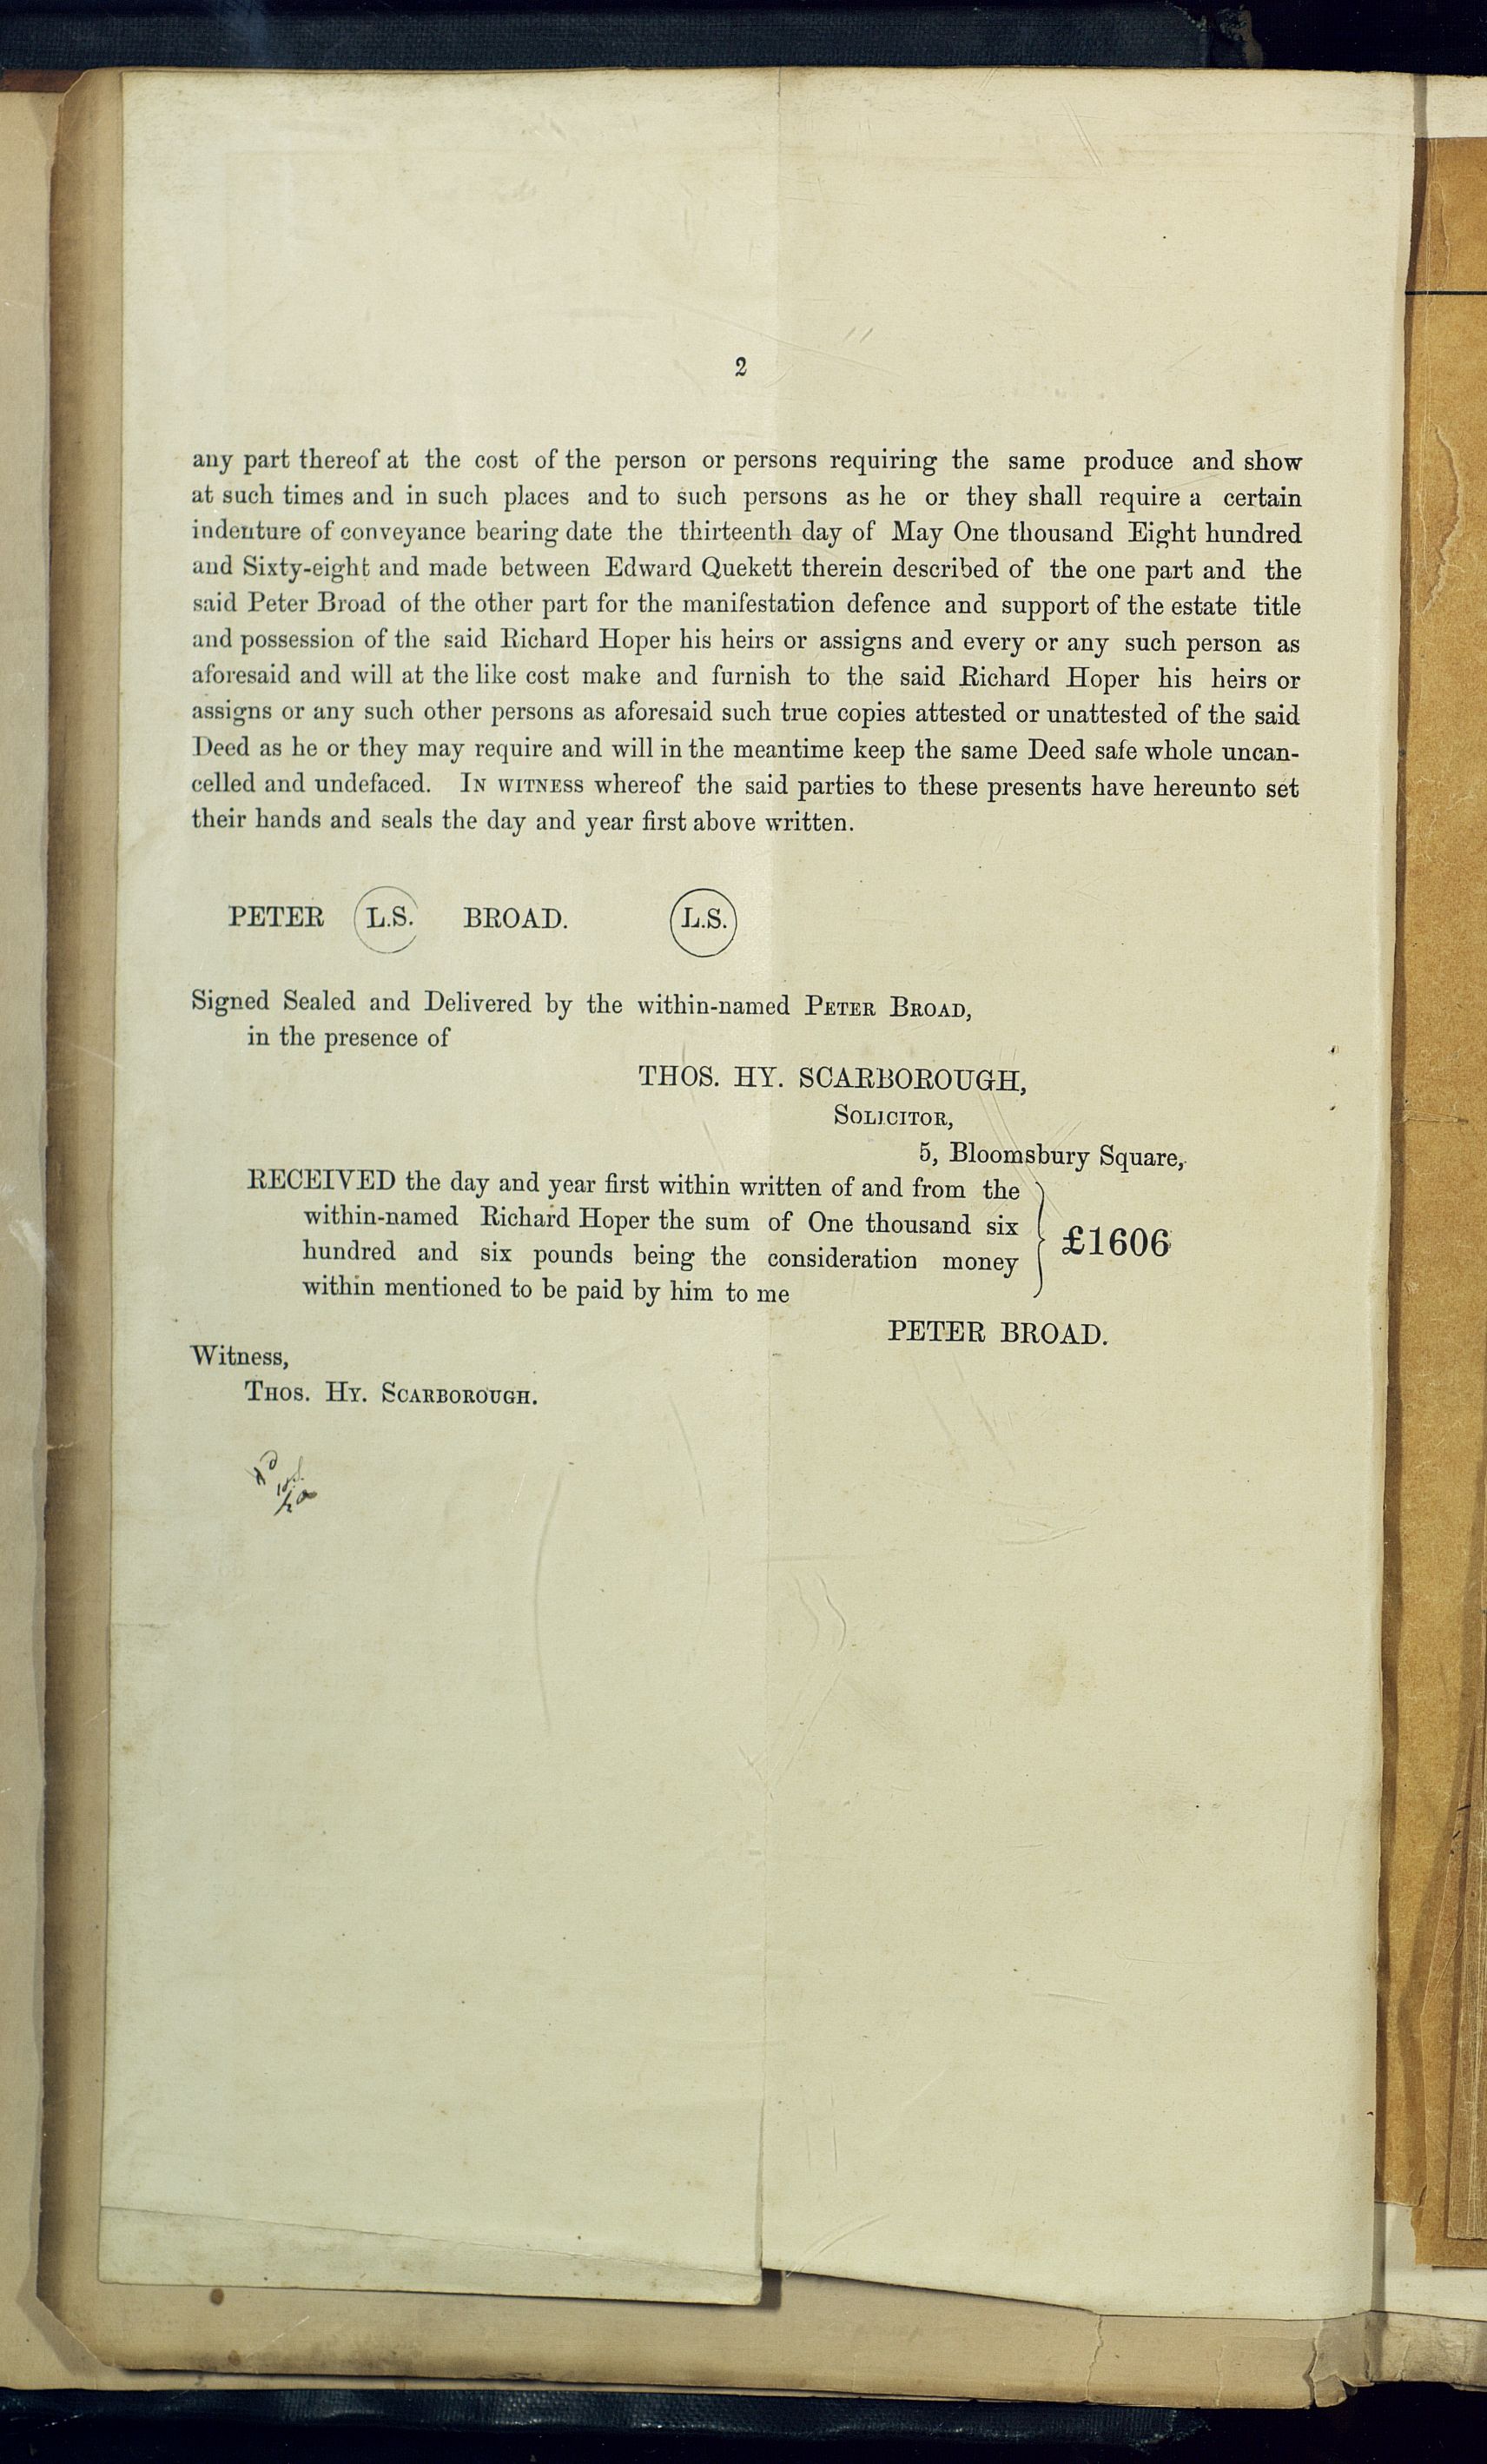 2
any part thereof at the cost of the person or persons requiring the same produce and show
at such times and in such places and to such persons as he or they shall require a certain
indenture of conveyance bearing date the thirteenth day of May One thousand Eight hundred
and Sixty-eight and made between Edward Quekett therein described of the one part and the
said Peter Broad of the other part for the manifestation defence and support of the estate title
and possession of the said Richard Hoper his heirs or assigns and every or any such person as
aforesaid and will at the like cost make and furnish to the said Richard Hoper his heirs or
assigns or any such other persons as aforesaid such true copies attested or unattested of the said
Deed as he or they may require and will in the meantime keep the same Deed safe whole uncan-
celled and undefaced. IN WITNESS whereof the said parties to these presents have hereunto set
their hands and seals the day and year first above written.
PETER L.S. BROAD. L.S.
Signed Sealed and Delivered by the within-named PETER BROAD,
in the presence of
THOS. HY. SCARBOROUGH,
SOLICITOR,
5, Bloomsbury Square,
RECEIVED the day and year first within written of and from the
within-named Richard Hoper the sum of One thousand six
hundred and six pounds being the consideration money
within mentioned to be paid by him to me
£1606
PETER BROAD.
Witness,
THOS. HY. SCARBOROUGH.